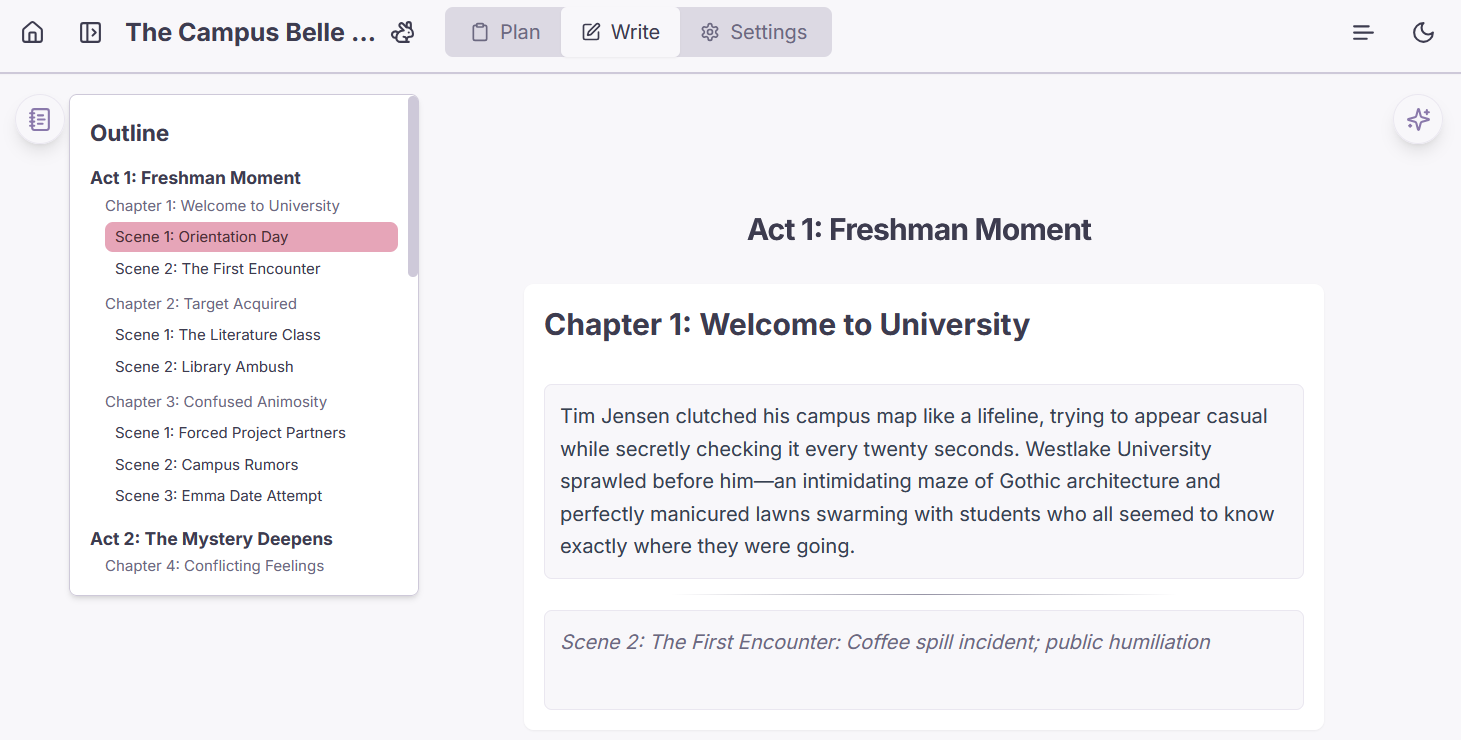 The Campus Belle ...
Plan
Write
Settings
Outline
Act 1: Freshman Moment
Chapter 1: Welcome to University
Scene 1: Orientation Day
Scene 2: The First Encounter
Chapter 2: Target Acquired
Scene 1: The Literature Class
Scene 2: Library Ambush
Chapter 3: Confused Animosity
Scene 1: Forced Project Partners
Scene 2: Campus Rumors
Scene 3: Emma Date Attempt
Act 2: The Mystery Deepens
Chapter 4: Conflicting Feelings
Act 1: Freshman Moment
Chapter 1: Welcome to University
Tim Jensen clutched his campus map like a lifeline, trying to appear casual
while secretly checking it every twenty seconds. Westlake University
sprawled before him—an intimidating maze of Gothic architecture and
perfectly manicured lawns swarming with students who all seemed to know
exactly where they were going.
Scene 2: The First Encounter: Coffee spill incident; public humiliation